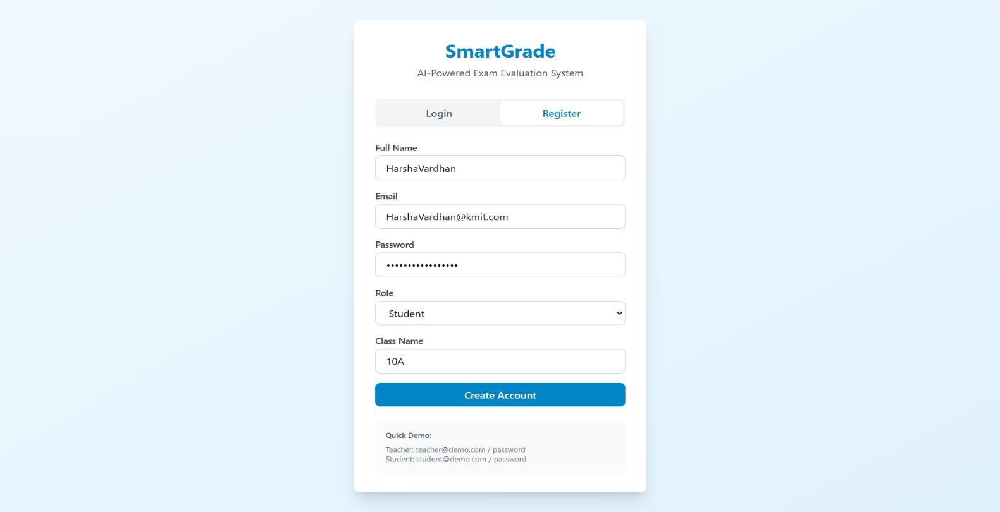 SmartGrade
AI-Powered Exam Evaluation System
Login Register
Full Name
HarshaVardhan
Email
HarshaVardhan@kmit.com
Password
•••••••••••••••••
Role
Student
Class Name
10A
Create Account
Quick Demo:
Teacher: teacher@demo.com / password
Student: student@demo.com / password